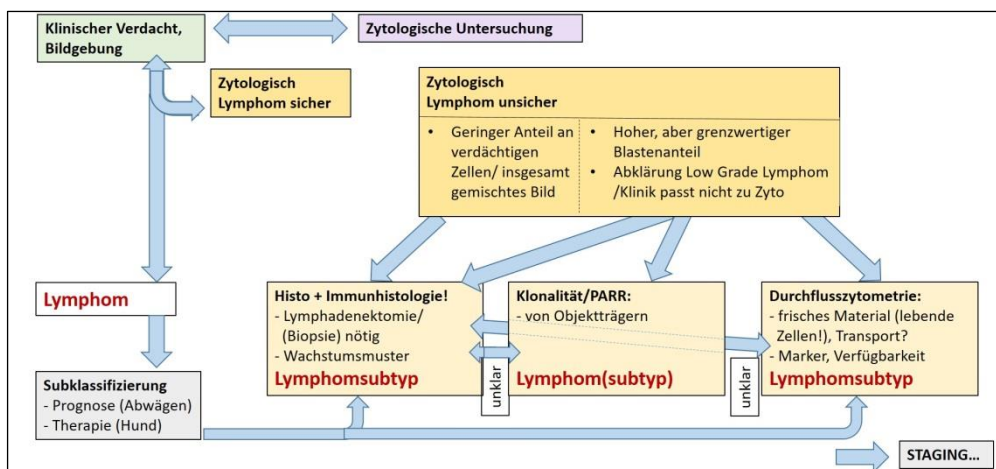 Klinischer Verdacht,
Bildgebung
Zytologische Untersuchung
Zytologisch
Lymphom sicher
Zytologisch
Lymphom unsicher
• Geringer Anteil an
verdächtigen
Zellen/ insgesamt
gemischtes Bild
• Hoher, aber grenzwertiger
Blastenanteil
• Abklärung Low Grade Lymphom
/Klinik passt nicht zu Zyto
Lymphom
Histo + Immunhistologie!
- Lymphadenektomie/
(Biopsie) nötig
- Wachstumsmuster
Lymphomsubtyp
unklar
Klonalität/PARR:
- von Objektträgern
Lymphom(subtyp)
unklar
Durchflusszytometrie:
- frisches Material (lebende
Zellen!), Transport?
- Marker, Verfügbarkeit
Lymphomsubtyp
Subklassifizierung
- Prognose (Abwägen)
- Therapie (Hund)
STAGING...